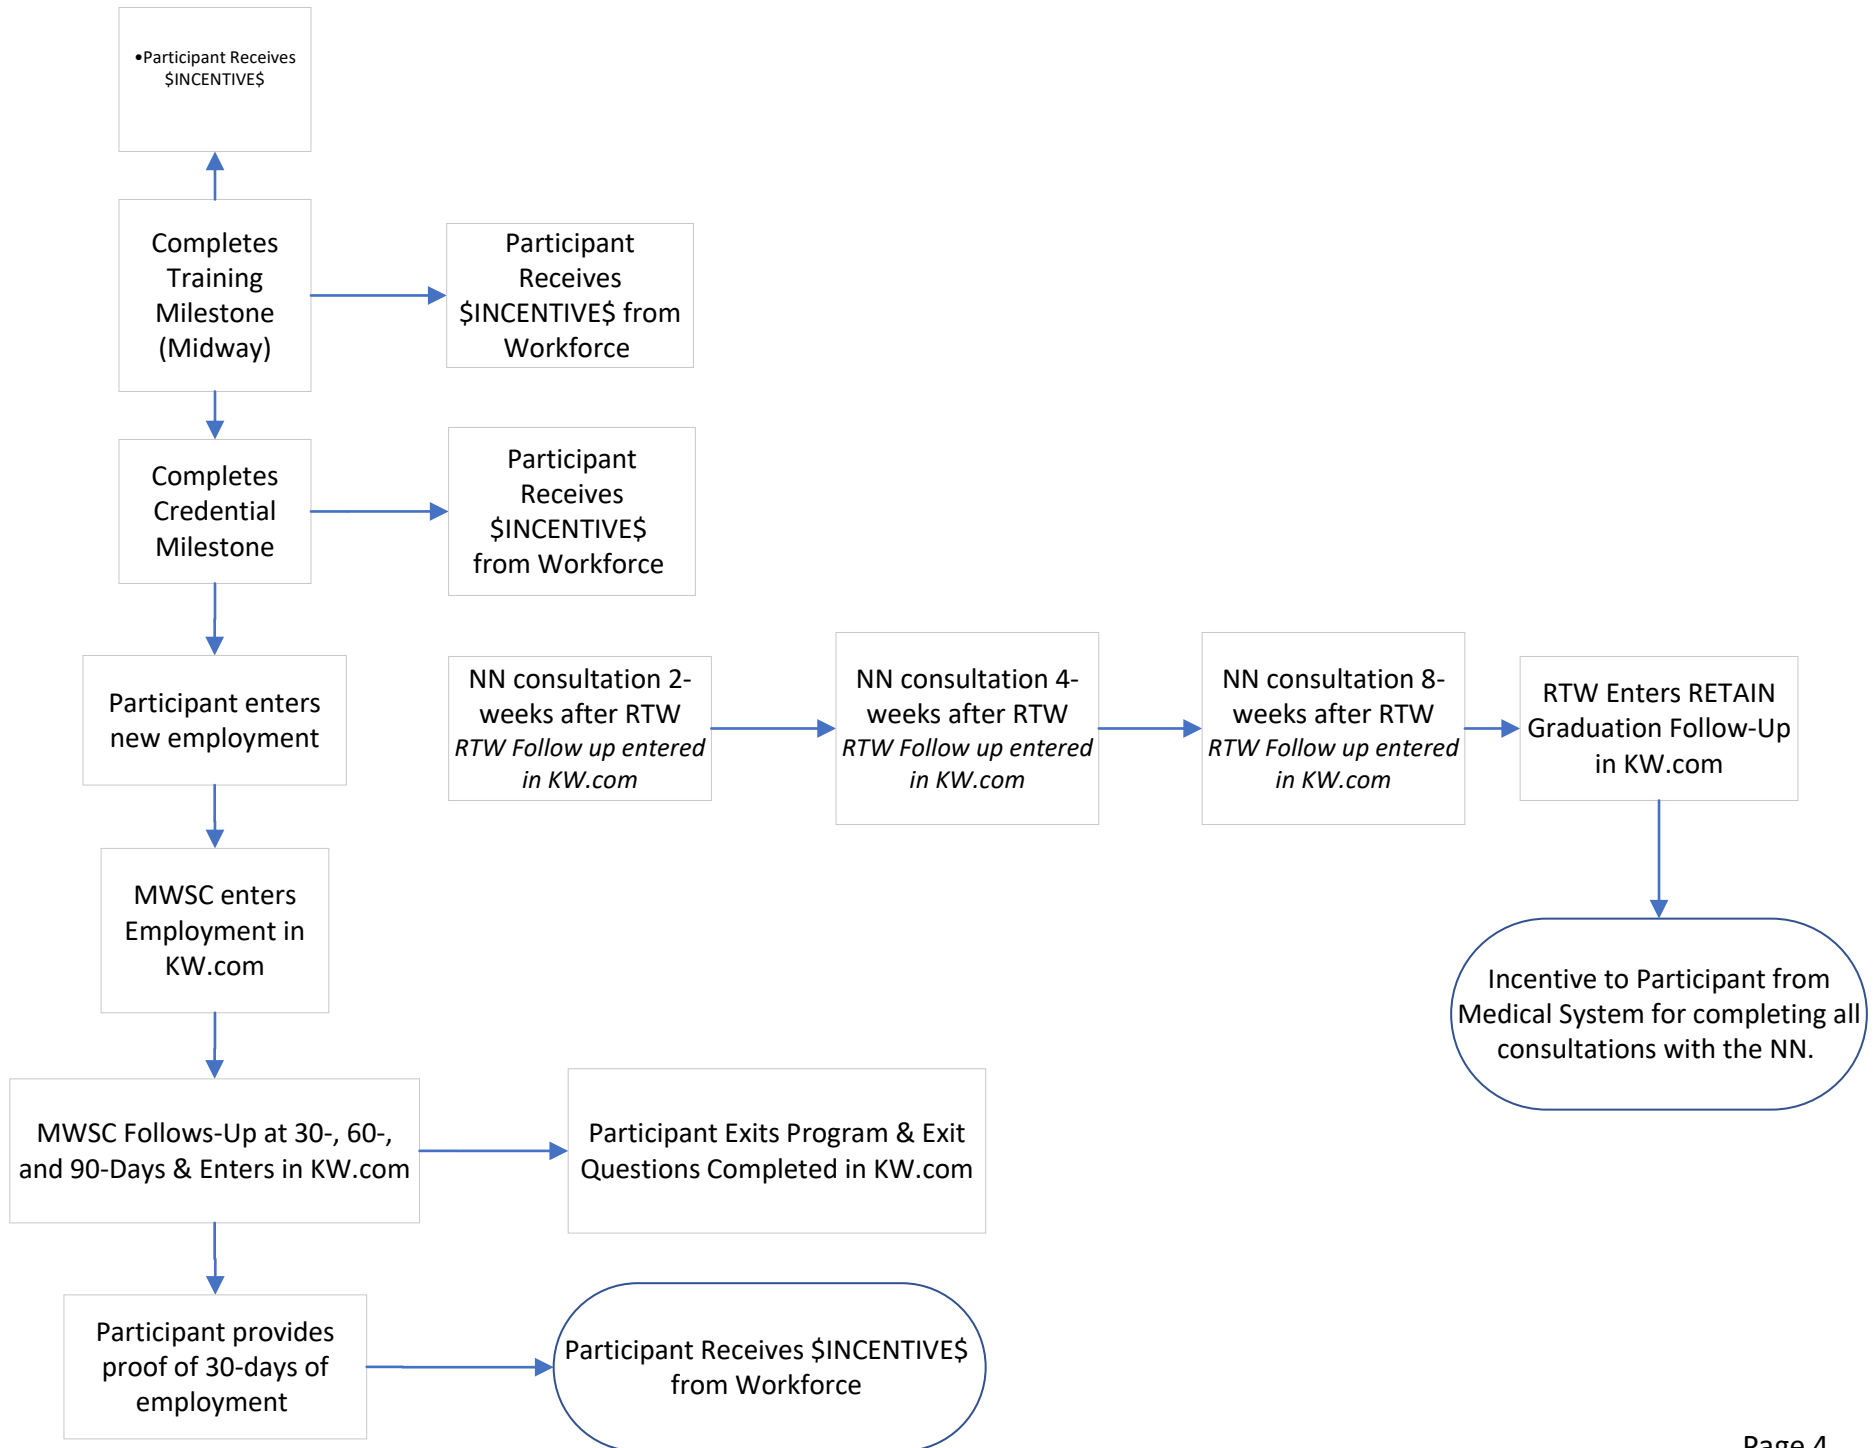 •Participant Receives
$INCENTIVE$
Completes
Training
Milestone
(Midway)
Participant
Receives
$INCENTIVE$ from
Workforce
Completes
Credential
Milestone
Participant
Receives
$INCENTIVE$
from Workforce
Participant enters
new employment
NN consultation 2-
weeks after RTW
RTW Follow up entered
in KW.com
NN consultation 4-
weeks after RTW
RTW Follow up entered
in KW.com
NN consultation 8-
weeks after RTW
RTW Follow up entered
in KW.com
RTW Enters RETAIN
Graduation Follow-Up
in KW.com
MWSC enters
Employment in
KW.com
Incentive to Participant from
Medical System for completing all
consultations with the NN.
MWSC Follows-Up at 30-, 60-,
and 90-Days & Enters in KW.com
Participant Exits Program & Exit
Questions Completed in KW.com
Participant provides
proof of 30-days of
employment
Participant Receives $INCENTIVE$
from Workforce
Page 4